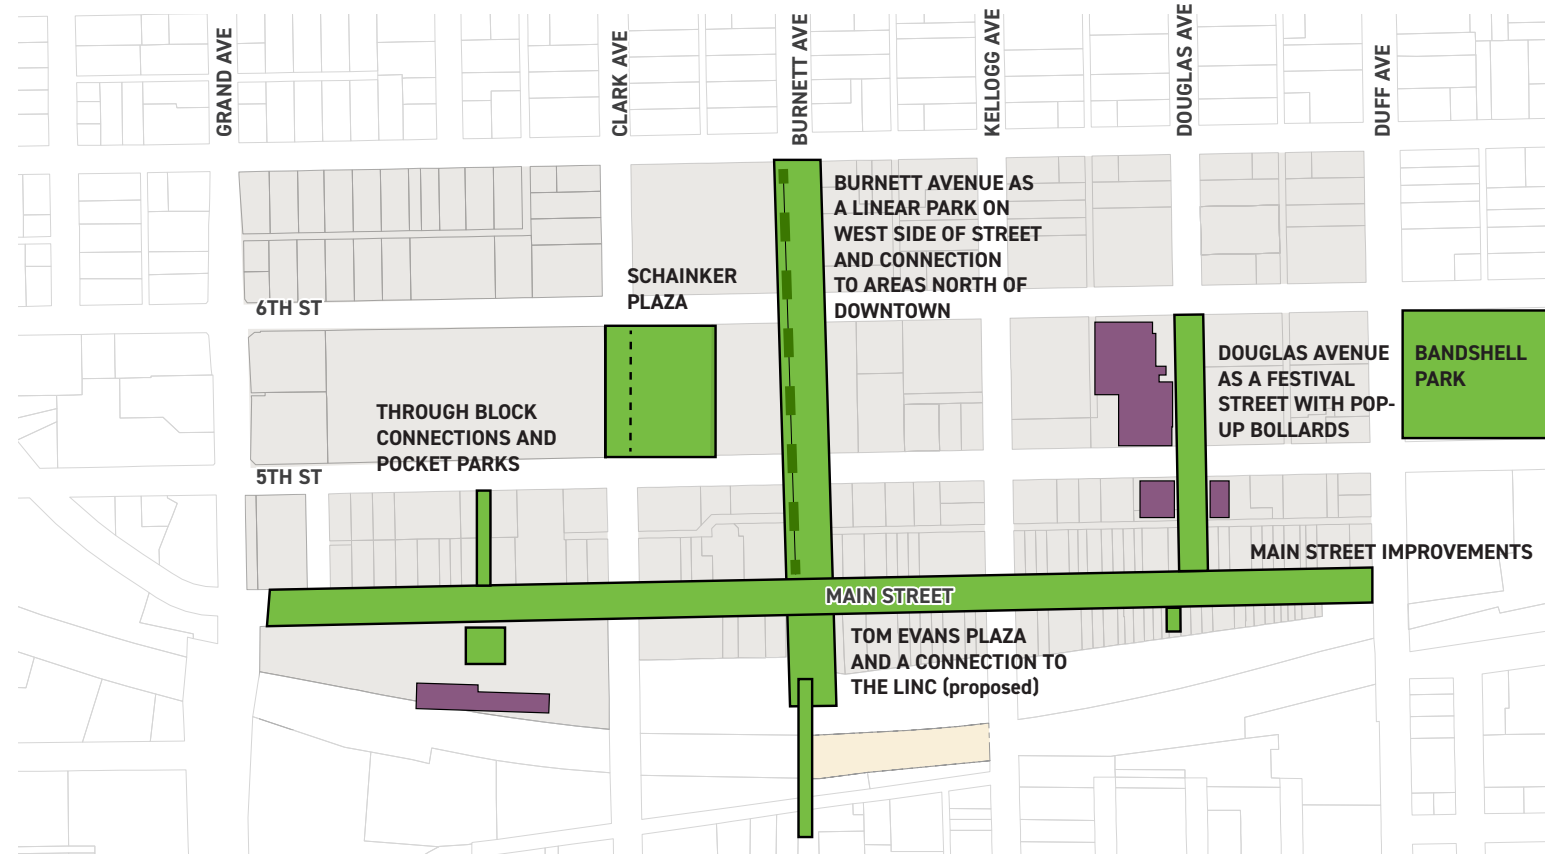 GRAND AVE
CLARK AVE
BURNETT AVE
KELLOGG AVE
DOUGLAS AVE
DUFF AVE
BURNETT AVENUE AS
A LINEAR PARK ON
WEST SIDE OF STREET
AND CONNECTION
TO AREAS NORTH OF
DOWNTOWN
SCHAINKER
PLAZA
6TH ST
DOUGLAS AVENUE
AS A FESTIVAL
STREET WITH POP-
UP BOLLARDS
BANDSHELL
PARK
THROUGH BLOCK
CONNECTIONS AND
POCKET PARKS
5TH ST
MAIN STREET IMPROVEMENTS
MAIN STREET
TOM EVANS PLAZA
AND A CONNECTION TO
THE LINC (proposed)